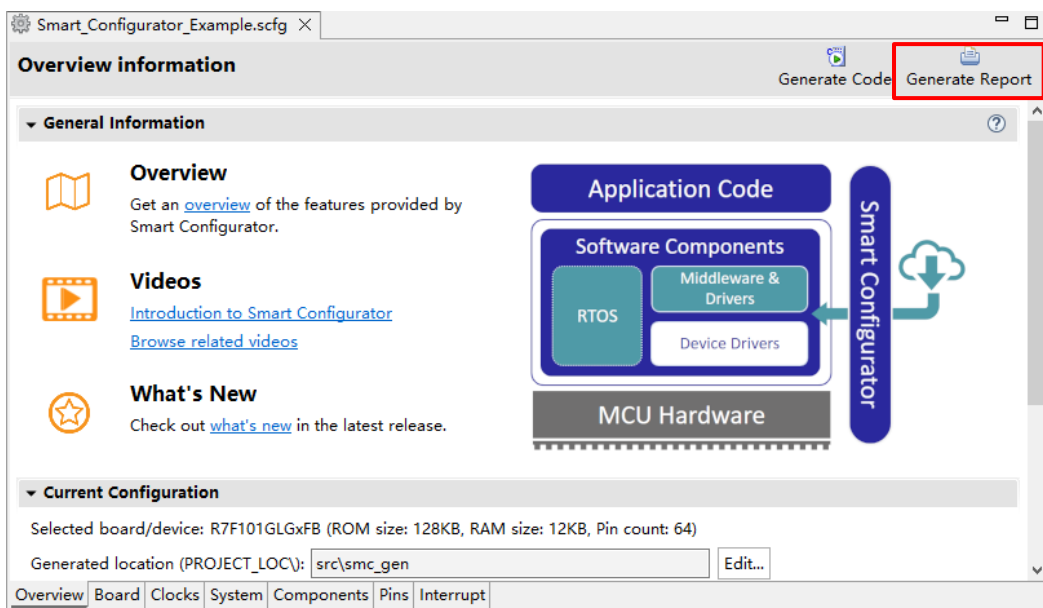 Smart_Configurator_Example.scfg
Overview information
Generate Code
Generate Report
General Information
Overview
Get an overview of the features provided by
Smart Configurator.
Videos
Introduction to Smart Configurator
Browse related videos
What's New
Check out what's new in the latest release.
Application Code
Software Components
RTOS
Middleware &
Drivers
Device Drivers
MCU Hardware
Smart Configurator
Current Configuration
Selected board/device: R7F101GLGxFB (ROM size: 128KB, RAM size: 12KB, Pin count: 64)
Generated location (PROJECT_LOC\): src\smc_gen Edit...
Overview Board Clocks System Components Pins Interrupt